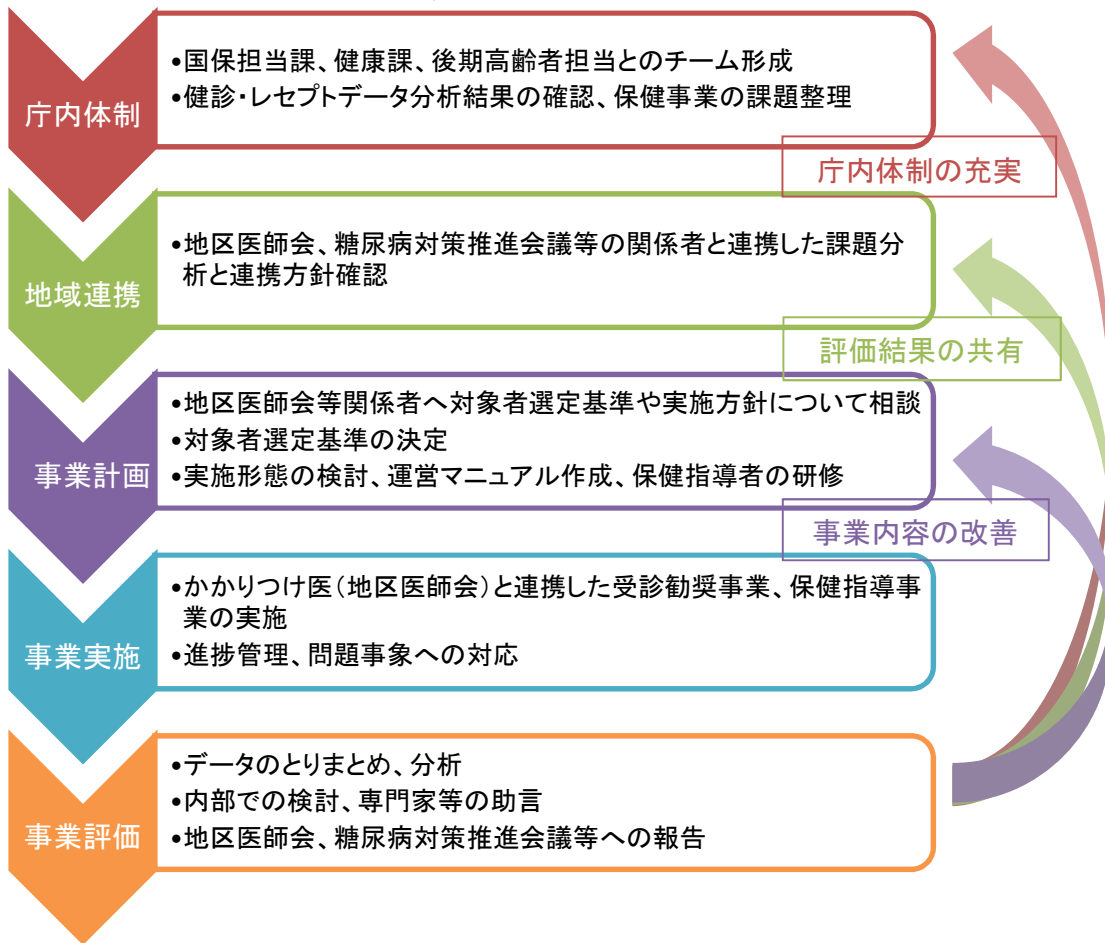 庁内体制
•国保担当課、健康課、後期高齢者担当とのチーム形成
•健診・レセプトデータ分析結果の確認、保健事業の課題整理
庁内体制の充実
地域連携
•地区医師会、糖尿病対策推進会議等の関係者と連携した課題分
析と連携方針確認
評価結果の共有
事業計画
•地区医師会等関係者へ対象者選定基準や実施方針について相談
•対象者選定基準の決定
•実施形態の検討、運営マニュアル作成、保健指導者の研修
事業内容の改善
事業実施
•かかりつけ医（地区医師会）と連携した受診勧奨事業、保健指導事
業の実施
•進捗管理、問題事象への対応
事業評価
•データのとりまとめ、分析
•内部での検討、専門家等の助言
•地区医師会、糖尿病対策推進会議等への報告